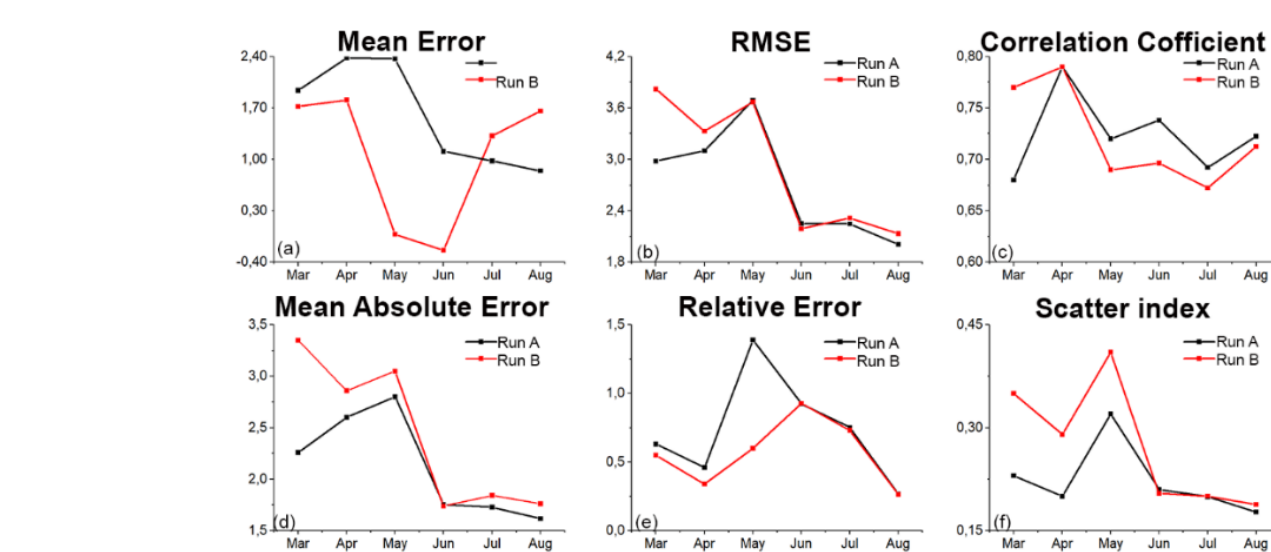 Mean Error
2,40
1,70
1,00
0,30
-0,40
Run B
(a)
Mar Apr May Jun Jul Aug
RMSE
4,2
3,6
3,0
2,4
1,8
Run A
Run B
(b)
Mar Apr May Jun Jul Aug
Correlation Cofficient
0,80
0,75
0,70
0,65
0,60
Run A
Run B
(c)
Mar Apr May Jun Jul Aug
Mean Absolute Error
3,5
3,0
2,5
2,0
1,5
Run A
Run B
(d)
Mar Apr May Jun Jul Aug
Relative Error
1,5
1,0
0,5
0,0
Run A
Run B
(e)
Mar Apr May Jun Jul Aug
Scatter index
0,45
0,30
0,15
Run A
Run B
(f)
Mar Apr May Jun Jul Aug